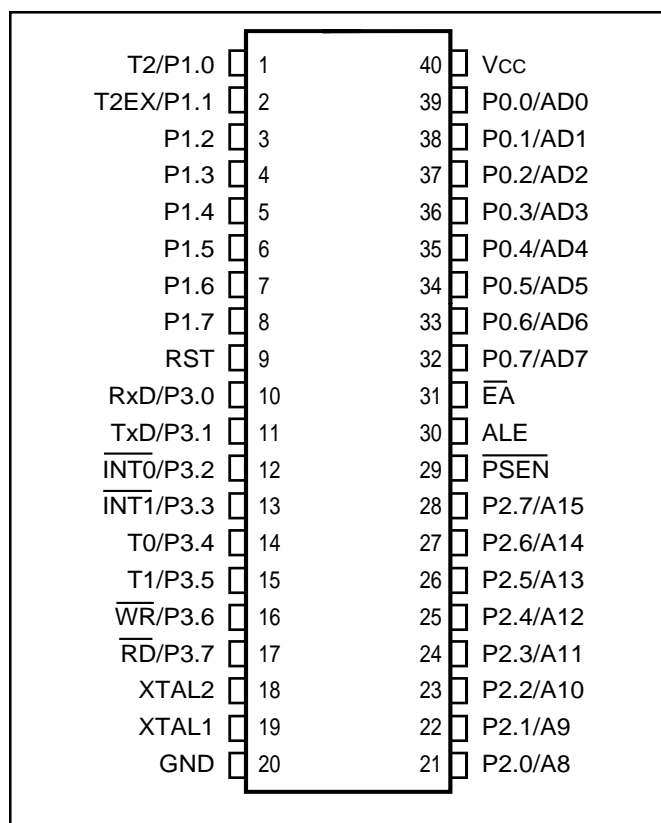 T2/P1.0 1 40 Vcc
T2EX/P1.1 2 39 P0.0/AD0
P1.2 3 38 P0.1/AD1
P1.3 4 37 P0.2/AD2
P1.4 5 36 P0.3/AD3
P1.5 6 35 P0.4/AD4
P1.6 7 34 P0.5/AD5
P1.7 8 33 P0.6/AD6
RST 9 32 P0.7/AD7
RxD/P3.0 10 31 E̅A̅
TxD/P3.1 11 30 ALE
I̅N̅T̅0̅/P3.2 12 29 P̅S̅E̅N̅
I̅N̅T̅1̅/P3.3 13 28 P2.7/A15
T0/P3.4 14 27 P2.6/A14
T1/P3.5 15 26 P2.5/A13
W̅R̅/P3.6 16 25 P2.4/A12
R̅D̅/P3.7 17 24 P2.3/A11
XTAL2 18 23 P2.2/A10
XTAL1 19 22 P2.1/A9
GND 20 21 P2.0/A8